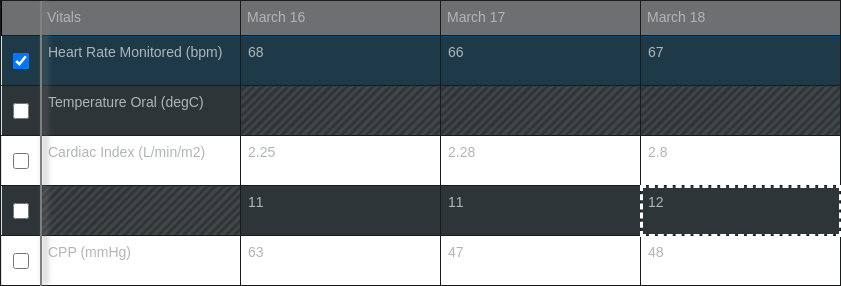 Vitals March 16 March 17 March 18
Heart Rate Monitored (bpm) 68 66 67
Temperature Oral (degC)
Cardiac Index (L/min/m2) 2.25 2.28 2.8
11 11 12
CPP (mmHg) 63 47 48